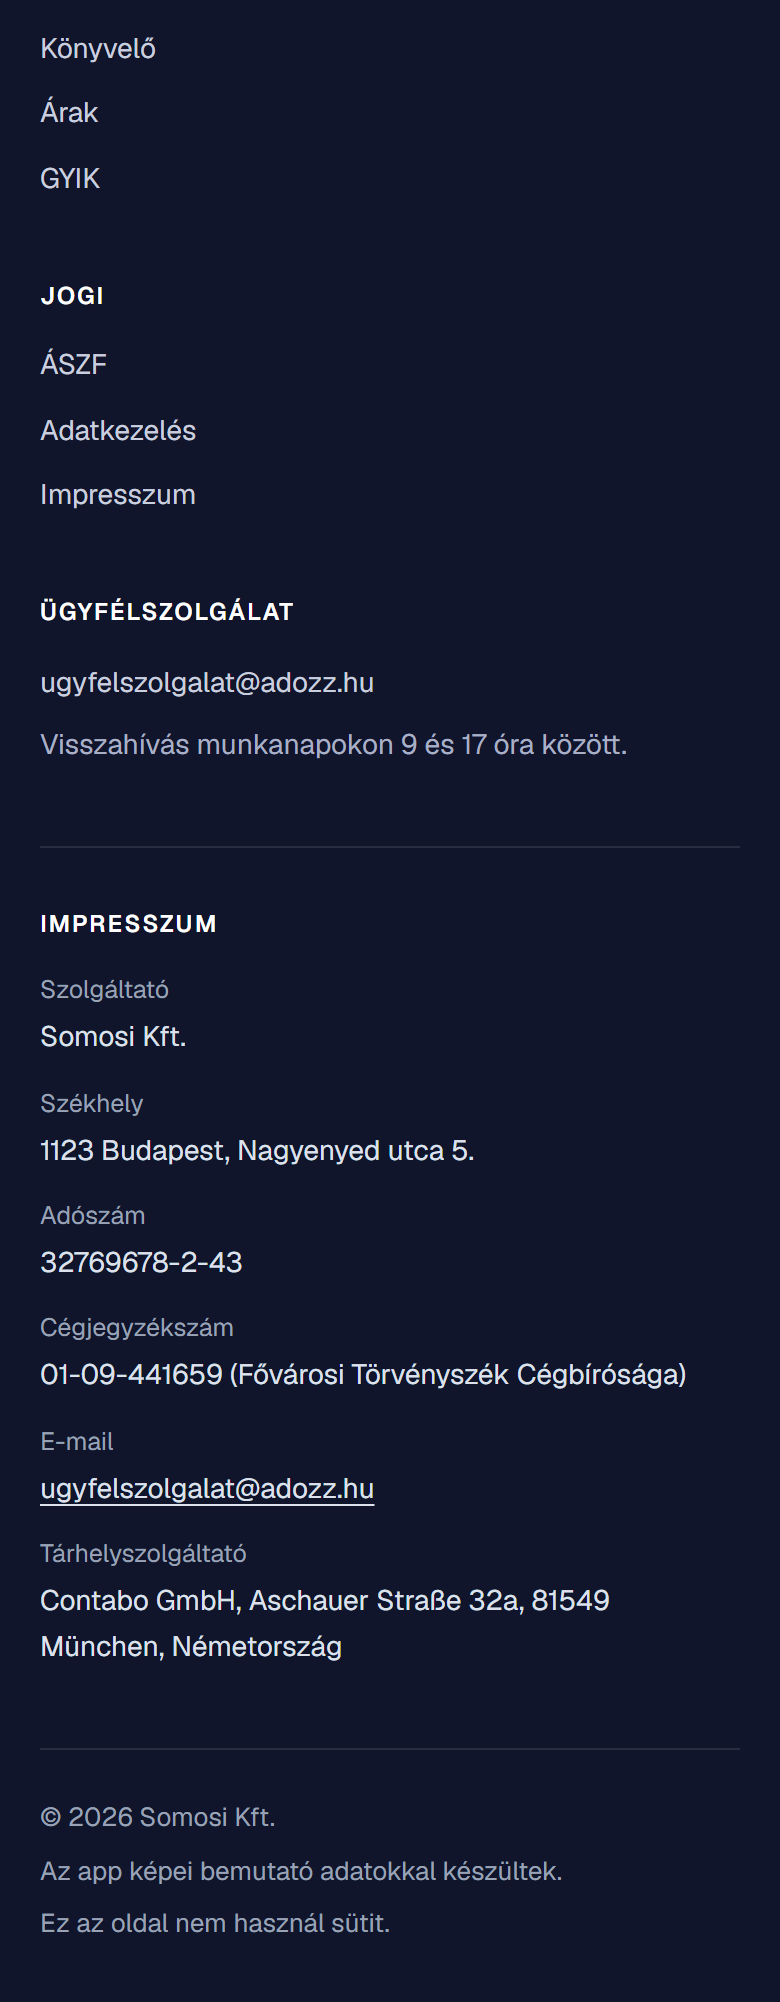 Könyvelő
Árak
GYIK
JOGI
ÁSZF
Adatkezelés
Impresszum
ÜGYFÉLSZOLGÁLAT
ugyfelszolgalat@adozz.hu
Visszahívás munkanapokon 9 és 17 óra között.
IMPRESSZUM
Szolgáltató
Somosi Kft.
Székhely
1123 Budapest, Nagyenyed utca 5.
Adószám
32769678-2-43
Cégjegyzékszám
01-09-441659 (Fővárosi Törvényszék Cégbírósága)
E-mail
ugyfelszolgalat@adozz.hu
Tárhelyszolgáltató
Contabo GmbH, Aschauer Straße 32a, 81549
München, Németország
© 2026 Somosi Kft.
Az app képei bemutató adatokkal készültek.
Ez az oldal nem használ sütit.